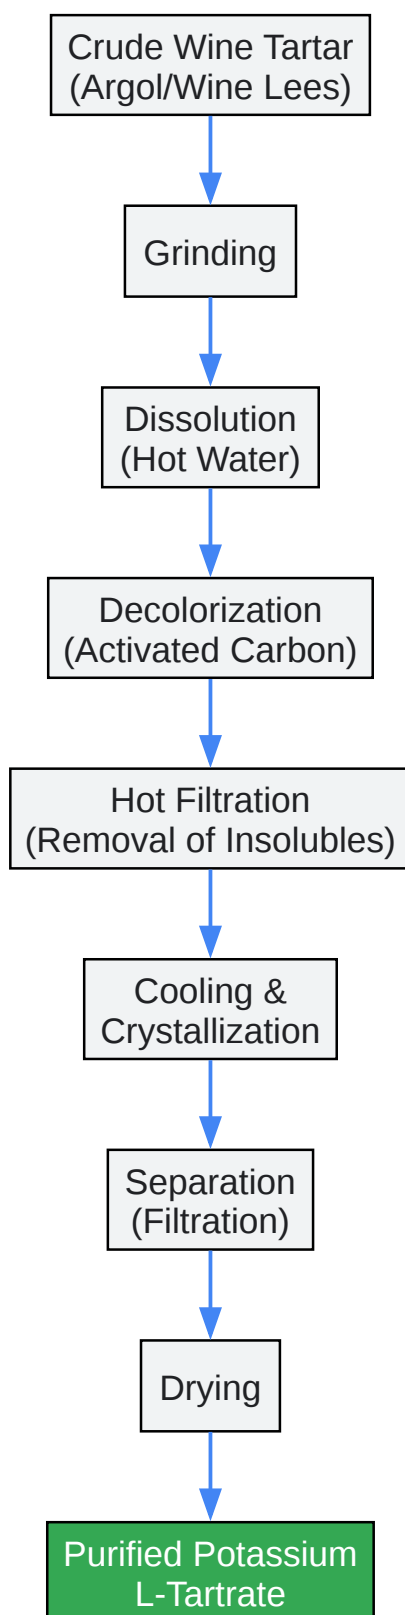 Crude Wine Tartar
(Argol/Wine Lees)
Grinding
Dissolution
(Hot Water)
Decolorization
(Activated Carbon)
Hot Filtration
(Removal of Insolubles)
Cooling &
Crystallization
Separation
(Filtration)
Drying
Purified Potassium
L-Tartrate